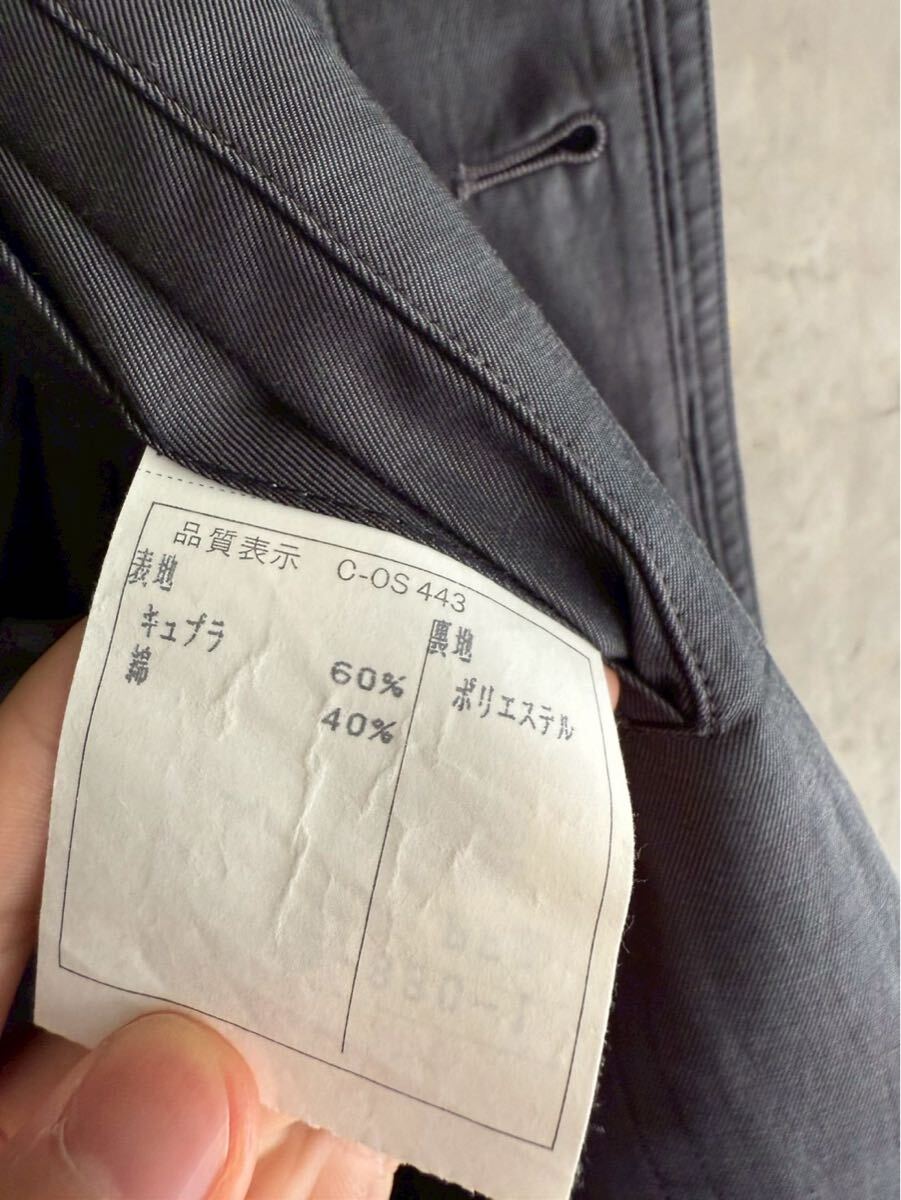 品質表示 C-OS 443
表地
キュプラ 60%
綿 40%
裏地
ポリエステル